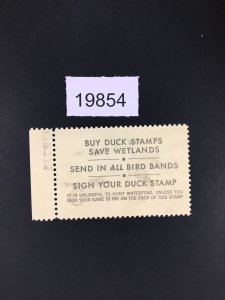 19854
BUY DUCK STAMPS
SAVE WETLANDS
SEND IN ALL BIRD BANDS
SIGN YOUR DUCK STAMP
IT IS UNLAWFUL TO HUNT WATERFOWL UNLESS YOU
SIGN YOUR NAME IN INK ON THE FACE OF THIS STAMP